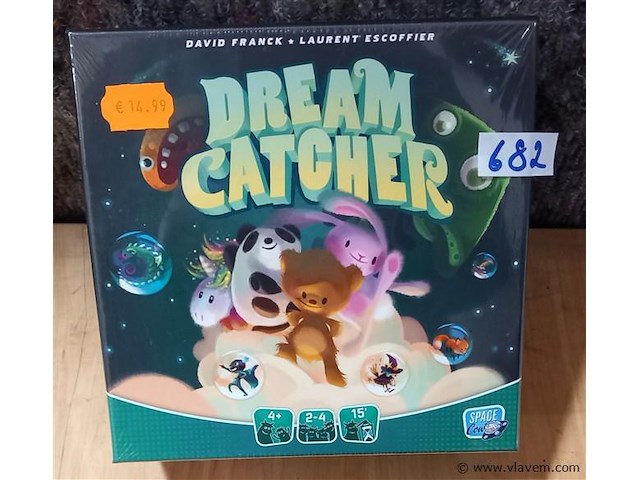 DAVID FRANCK ★ LAURENT ESCOFFIER
€ 14.99
DREAM
CATCHER
682
4+
2-4
15'
SPACE
Cow
© www.vlavem.com